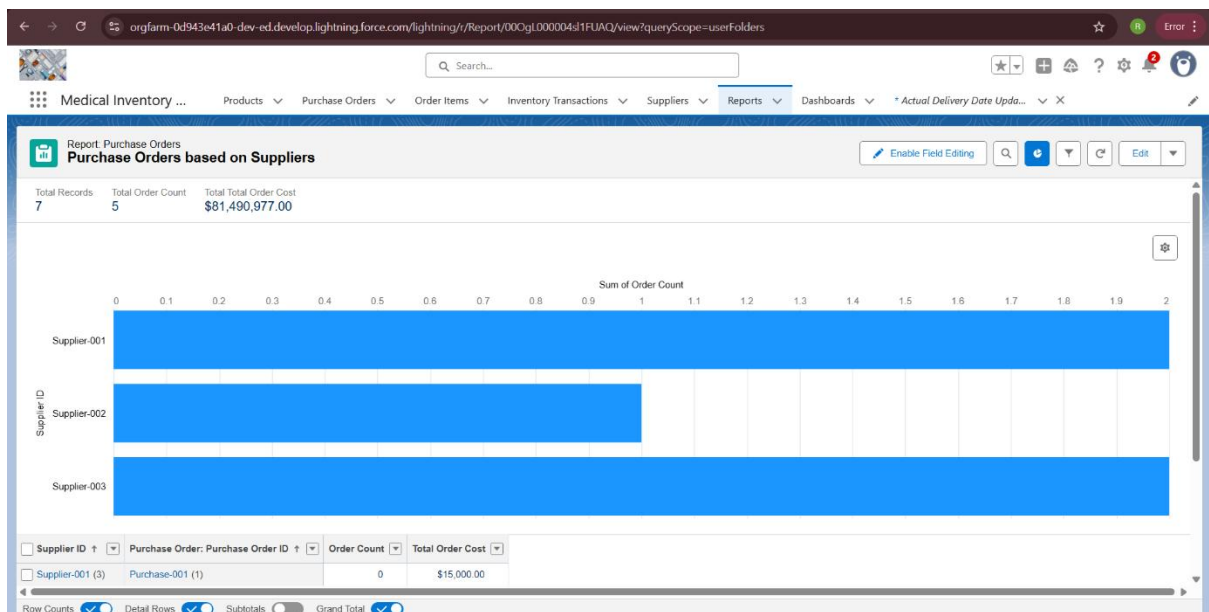 orgfarm-0d943e41a0-dev-ed.develop.lightning.force.com/lightning/r/Report/00OgL000004sl1FUAQ/view?queryScope=userFolders R Error
Search... 2
Medical Inventory ... Products Purchase Orders Order Items Inventory Transactions Suppliers Reports Dashboards * Actual Delivery Date Upda...
Report: Purchase Orders
Purchase Orders based on Suppliers
Enable Field Editing Edit
Total Records Total Order Count Total Total Order Cost
7 5 $81,490,977.00
Sum of Order Count
0 0.1 0.2 0.3 0.4 0.5 0.6 0.7 0.8 0.9 1 1.1 1.2 1.3 1.4 1.5 1.6 1.7 1.8 1.9 2
Supplier ID
Supplier-001
Supplier-002
Supplier-003
Supplier ID ↑ Purchase Order: Purchase Order ID ↑ Order Count Total Order Cost
Supplier-001 (3) Purchase-001 (1) 0 $15,000.00
Row Counts Detail Rows Subtotals Grand Total